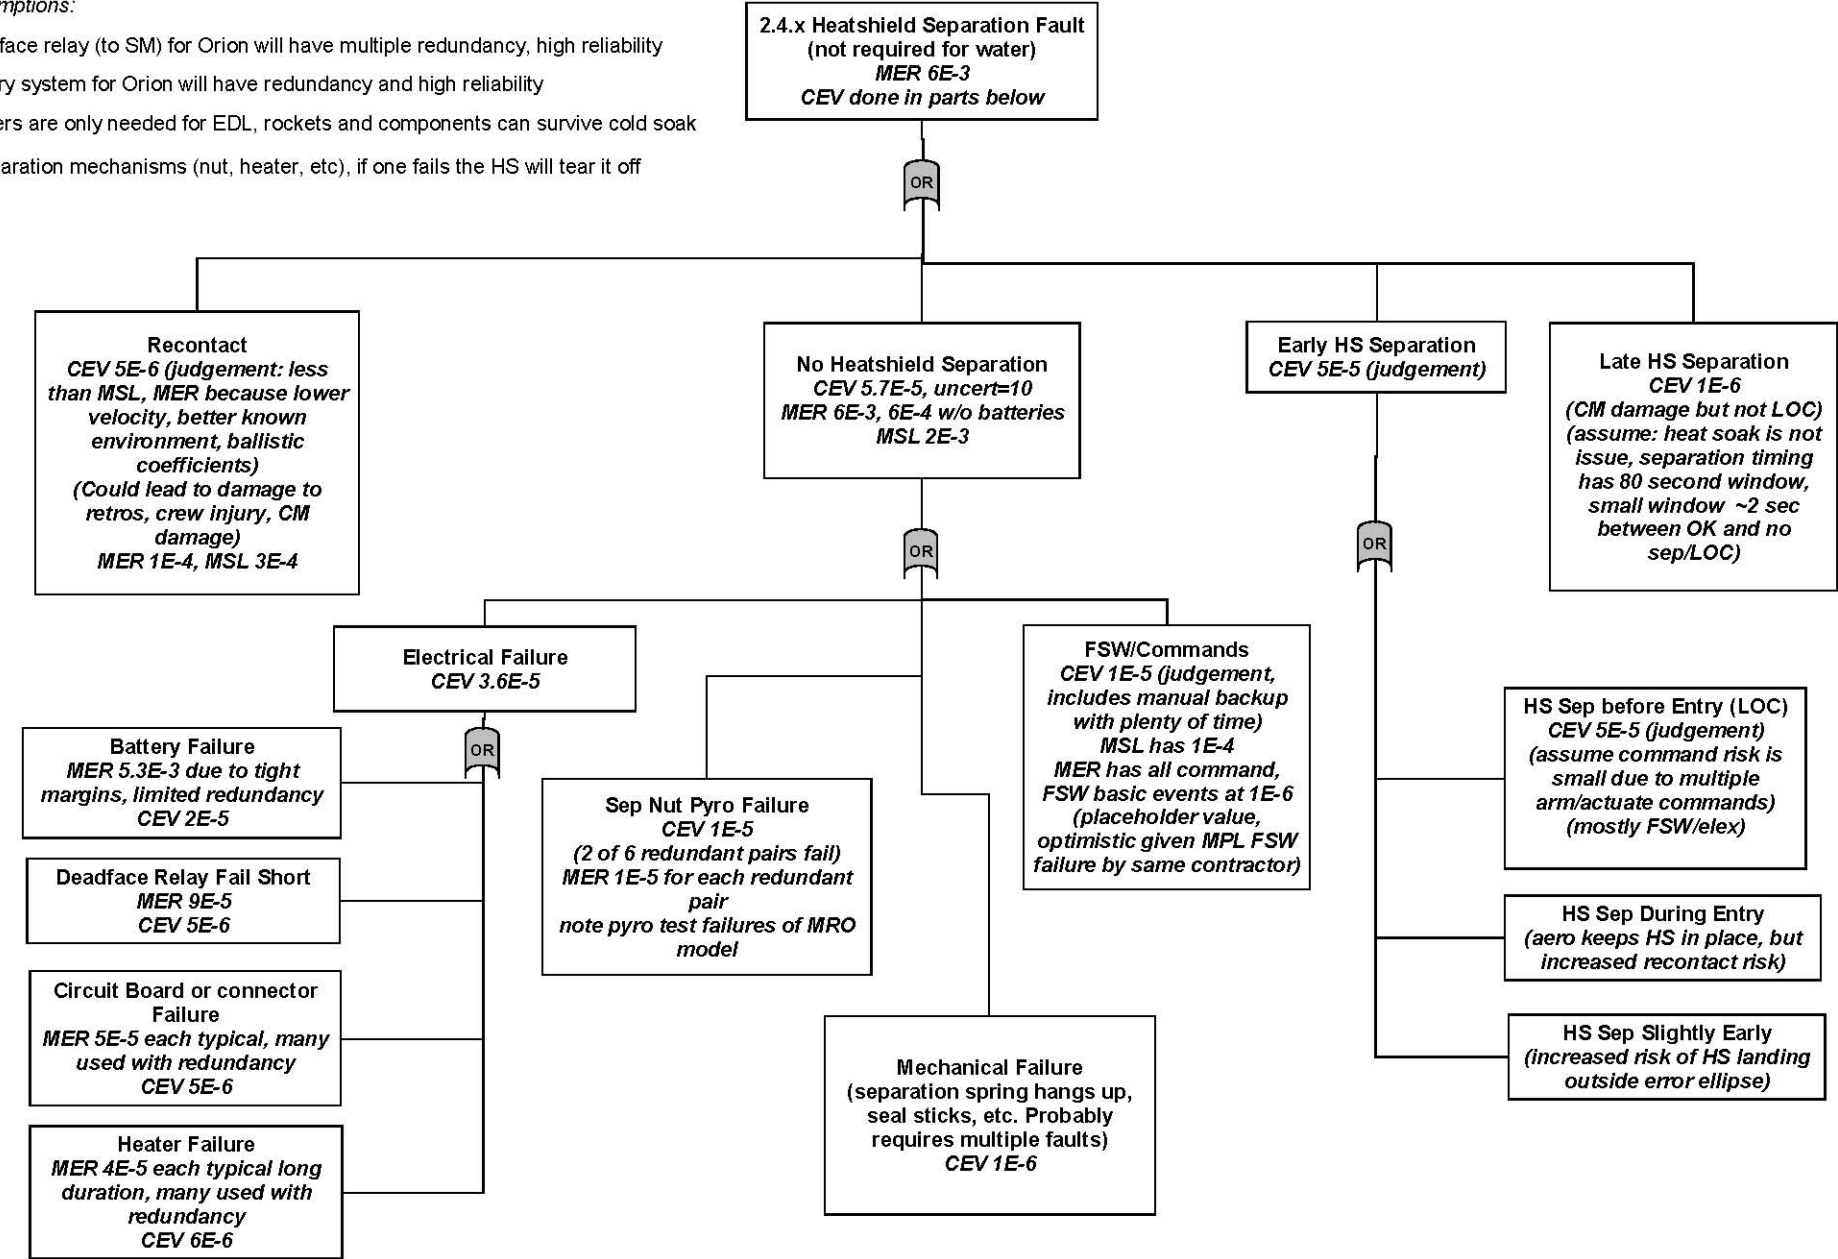 mptions:
face relay (to SM) for Orion will have multiple redundancy, high reliability
ry system for Orion will have redundancy and high reliability
ers are only needed for EDL, rockets and components can survive cold soak
aration mechanisms (nut, heater, etc), if one fails the HS will tear it off
2.4.x Heatshield Separation Fault
(not required for water)
MER 6E-3
CEV done in parts below
OR
Recontact
CEV 5E-6 (judgement: less
than MSL, MER because lower
velocity, better known
environment, ballistic
coefficients)
(Could lead to damage to
retros, crew injury, CM
damage)
MER 1E-4, MSL 3E-4
No Heatshield Separation
CEV 5.7E-5, uncert=10
MER 6E-3, 6E-4 w/o batteries
MSL 2E-3
Early HS Separation
CEV 5E-5 (judgement)
Late HS Separation
CEV 1E-6
(CM damage but not LOC)
(assume: heat soak is not
issue, separation timing
has 80 second window,
small window ~2 sec
between OK and no
sep/LOC)
OR
OR
Electrical Failure
CEV 3.6E-5
OR
Battery Failure
MER 5.3E-3 due to tight
margins, limited redundancy
CEV 2E-5
Deadface Relay Fail Short
MER 9E-5
CEV 5E-6
Circuit Board or connector
Failure
MER 5E-5 each typical, many
used with redundancy
CEV 5E-6
Heater Failure
MER 4E-5 each typical long
duration, many used with
redundancy
CEV 6E-6
Sep Nut Pyro Failure
CEV 1E-5
(2 of 6 redundant pairs fail)
MER 1E-5 for each redundant
pair
note pyro test failures of MRO
model
Mechanical Failure
(separation spring hangs up,
seal sticks, etc. Probably
requires multiple faults)
CEV 1E-6
FSW/Commands
CEV 1E-5 (judgement,
includes manual backup
with plenty of time)
MSL has 1E-4
MER has all command,
FSW basic events at 1E-6
(placeholder value,
optimistic given MPL FSW
failure by same contractor)
HS Sep before Entry (LOC)
CEV 5E-5 (judgement)
(assume command risk is
small due to multiple
arm/actuate commands)
(mostly FSW/elex)
HS Sep During Entry
(aero keeps HS in place, but
increased recontact risk)
HS Sep Slightly Early
(increased risk of HS landing
outside error ellipse)